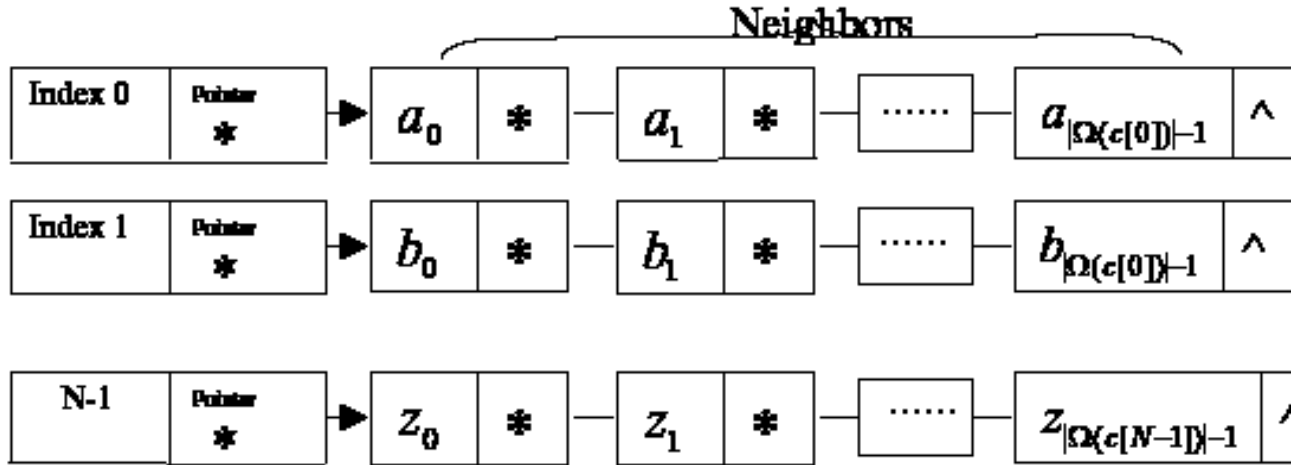 Neighbors
Index 0 Pointer * a₀ * a₁ * ...... a|Ω(c[0])|−1 ^
Index 1 Pointer * b₀ * b₁ * ...... b|Ω(c[0])|−1 ^
N-1 Pointer * z₀ * z₁ * ...... z|Ω(c[N−1])|−1 ^